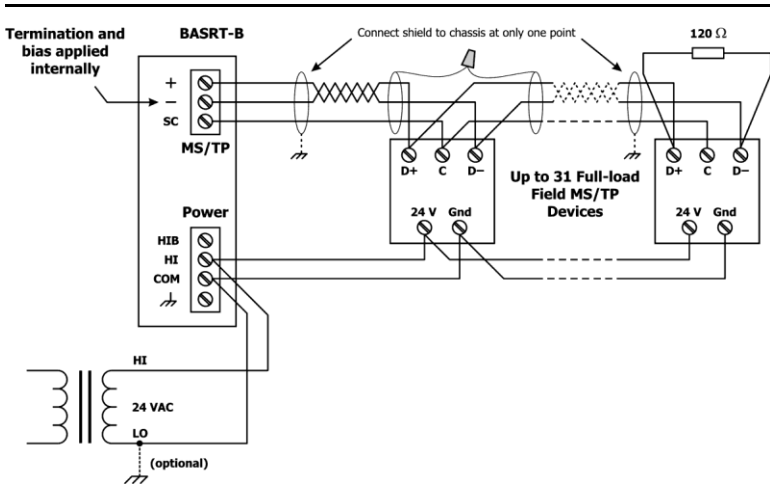 Termination and
bias applied
internally
BASRT-B
Connect shield to chassis at only one point
120 Ω
+
–
SC
MS/TP
D+ C D–
Up to 31 Full-load
Field MS/TP
Devices
D+ C D–
24 V Gnd
24 V Gnd
Power
HIB
HI
COM
HI
24 VAC
LO
(optional)